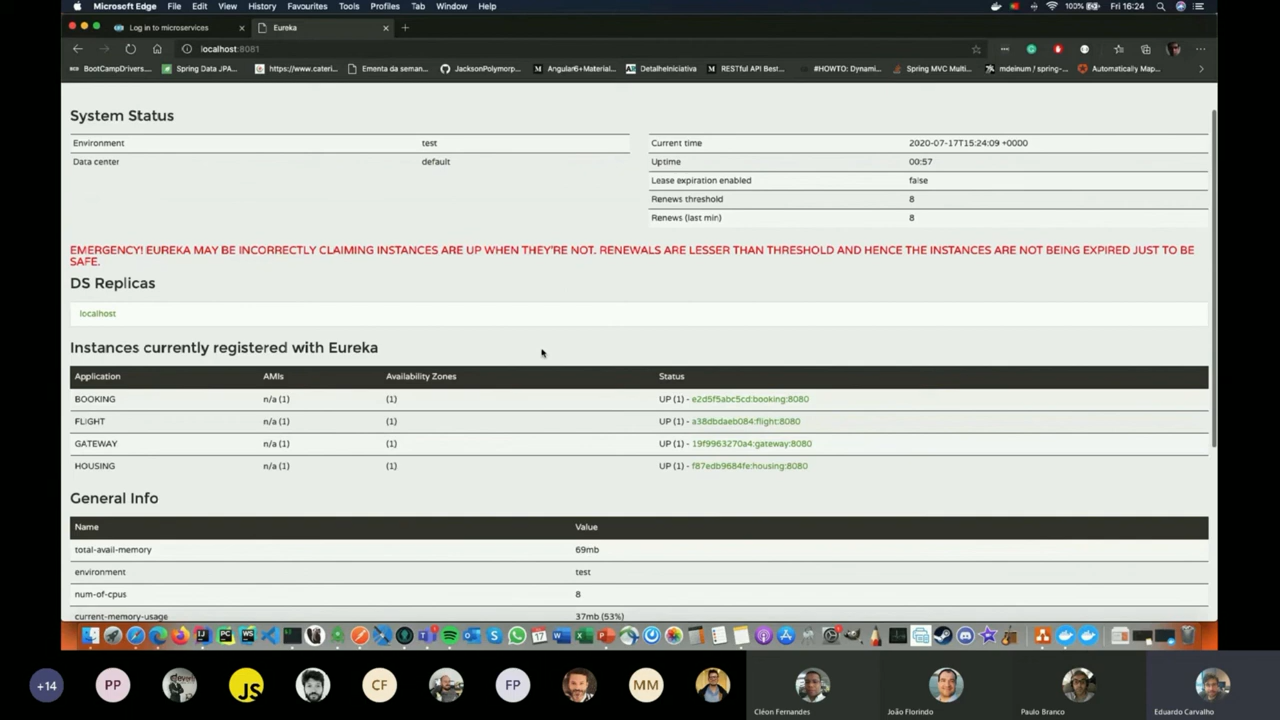 Microsoft Edge File Edit View History Favourites Tools Profiles Tab Window Help 100% Fri 16:24
Log in to microservices Eureka
localhost:8081
BootCampDrivers.... Spring Data JPA... https://www.cateri... Ementa da seman... JacksonPolymorp... Angular6+Material... DetalheIniciativa RESTful API Best... #HOWTO: Dynami... Spring MVC Multi... mdeinum / spring-... Automatically Map...
System Status
Environment test Current time 2020-07-17T15:24:09 +0000
Data center default Uptime 00:57
Lease expiration enabled false
Renews threshold 8
Renews (last min) 8
EMERGENCY! EUREKA MAY BE INCORRECTLY CLAIMING INSTANCES ARE UP WHEN THEY'RE NOT. RENEWALS ARE LESSER THAN THRESHOLD AND HENCE THE INSTANCES ARE NOT BEING EXPIRED JUST TO BE
SAFE.
DS Replicas
localhost
Instances currently registered with Eureka
Application AMIs Availability Zones Status
BOOKING n/a (1) (1) UP (1) - e2d5f5abc5cd:booking:8080
FLIGHT n/a (1) (1) UP (1) - a38dbdaeb084:flight:8080
GATEWAY n/a (1) (1) UP (1) - 19f9963270a4:gateway:8080
HOUSING n/a (1) (1) UP (1) - f87edb9684fe:housing:8080
General Info
Name Value
total-avail-memory 69mb
environment test
num-of-cpus 8
current-memory-usage 37mb (53%)
+14 PP JS CF FP MM
Cléon Fernandes João Florindo Paulo Branco Eduardo Carvalho